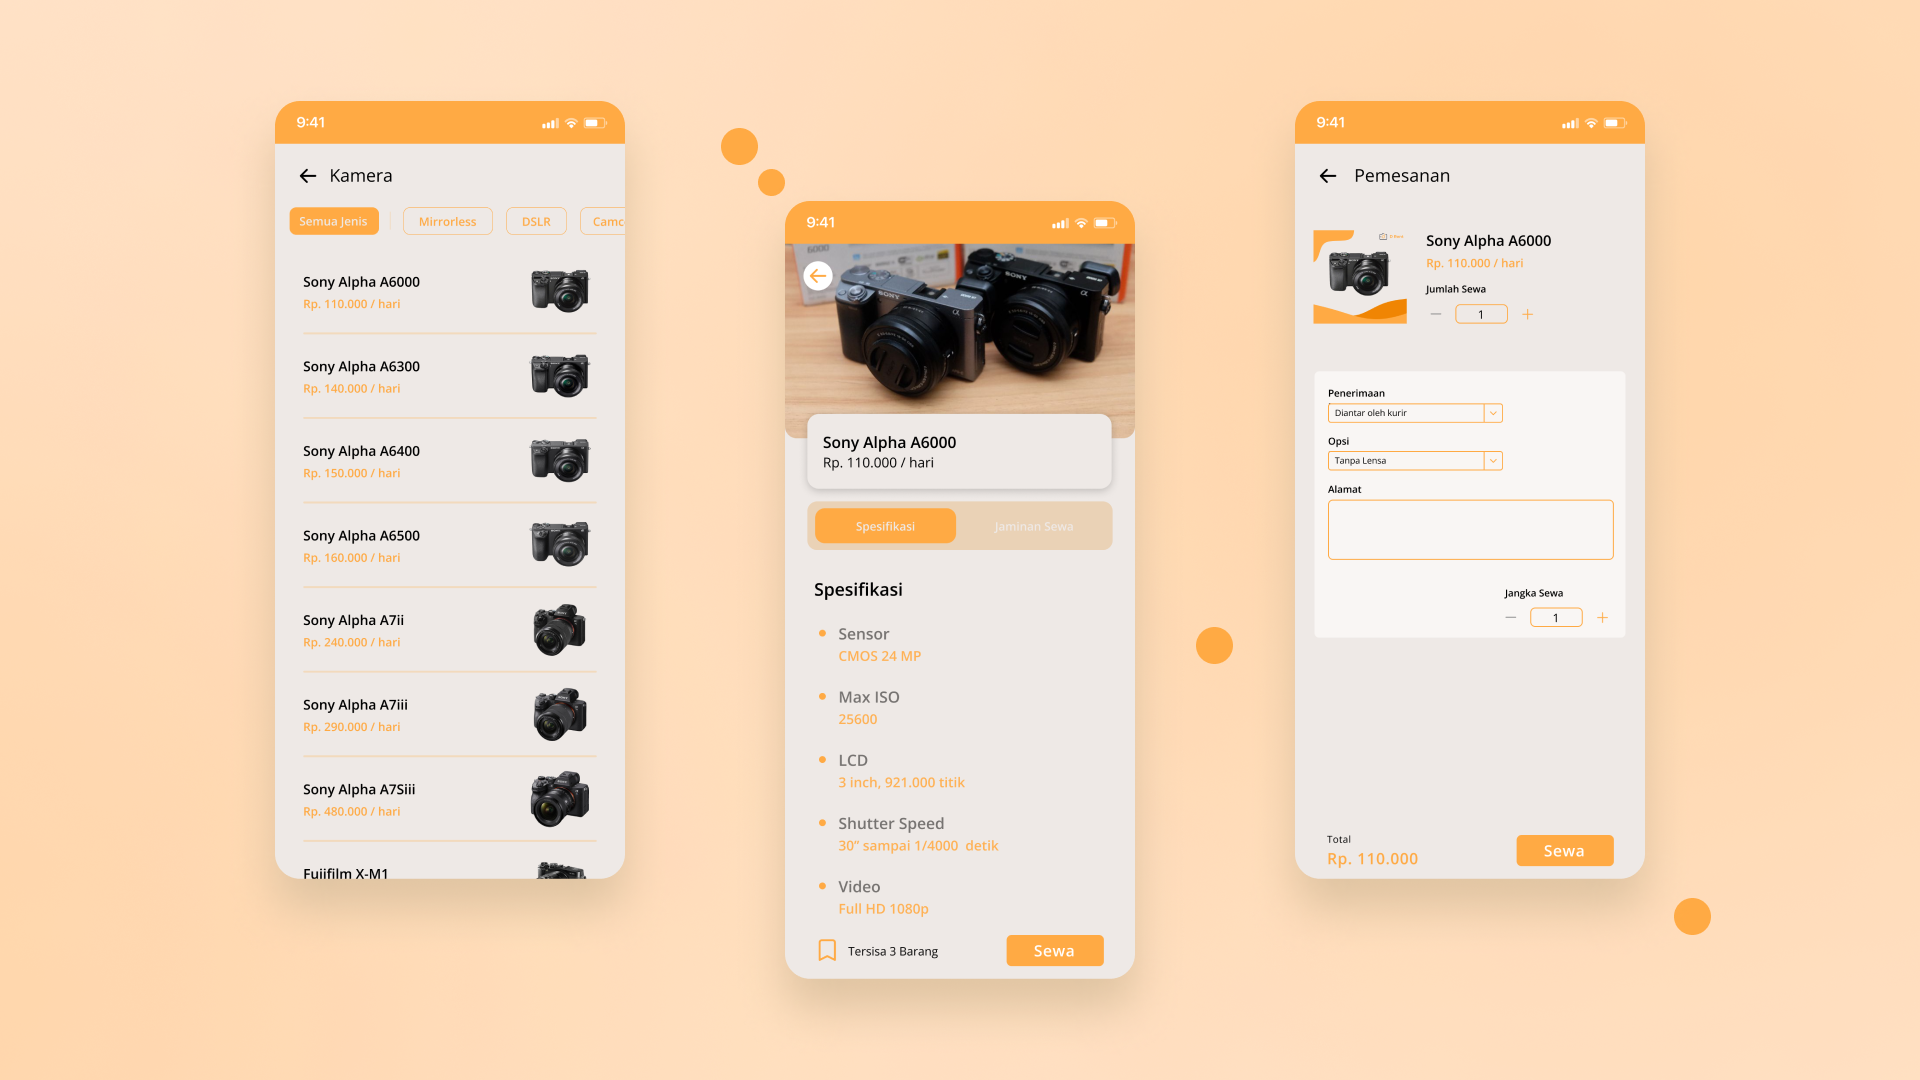 9:41
Kamera
Semua Jenis
Mirrorless
DSLR
Camc
Sony Alpha A6000
Rp. 110.000 / hari
Sony Alpha A6300
Rp. 140.000 / hari
Sony Alpha A6400
Rp. 150.000 / hari
Sony Alpha A6500
Rp. 160.000 / hari
Sony Alpha A7ii
Rp. 240.000 / hari
Sony Alpha A7iii
Rp. 290.000 / hari
Sony Alpha A7Siii
Rp. 480.000 / hari
Fujifilm X-M1
9:41
6000
SONY
α
SONY
α
Sony Alpha A6000
Rp. 110.000 / hari
Spesifikasi
Jaminan Sewa
Spesifikasi
Sensor
CMOS 24 MP
Max ISO
25600
LCD
3 inch, 921.000 titik
Shutter Speed
30” sampai 1/4000 detik
Video
Full HD 1080p
Tersisa 3 Barang
Sewa
9:41
Pemesanan
Sony Alpha A6000
Rp. 110.000 / hari
Jumlah Sewa
1
Penerimaan
Diantar oleh kurir
Opsi
Tanpa Lensa
Alamat
Jangka Sewa
1
Total
Rp. 110.000
Sewa